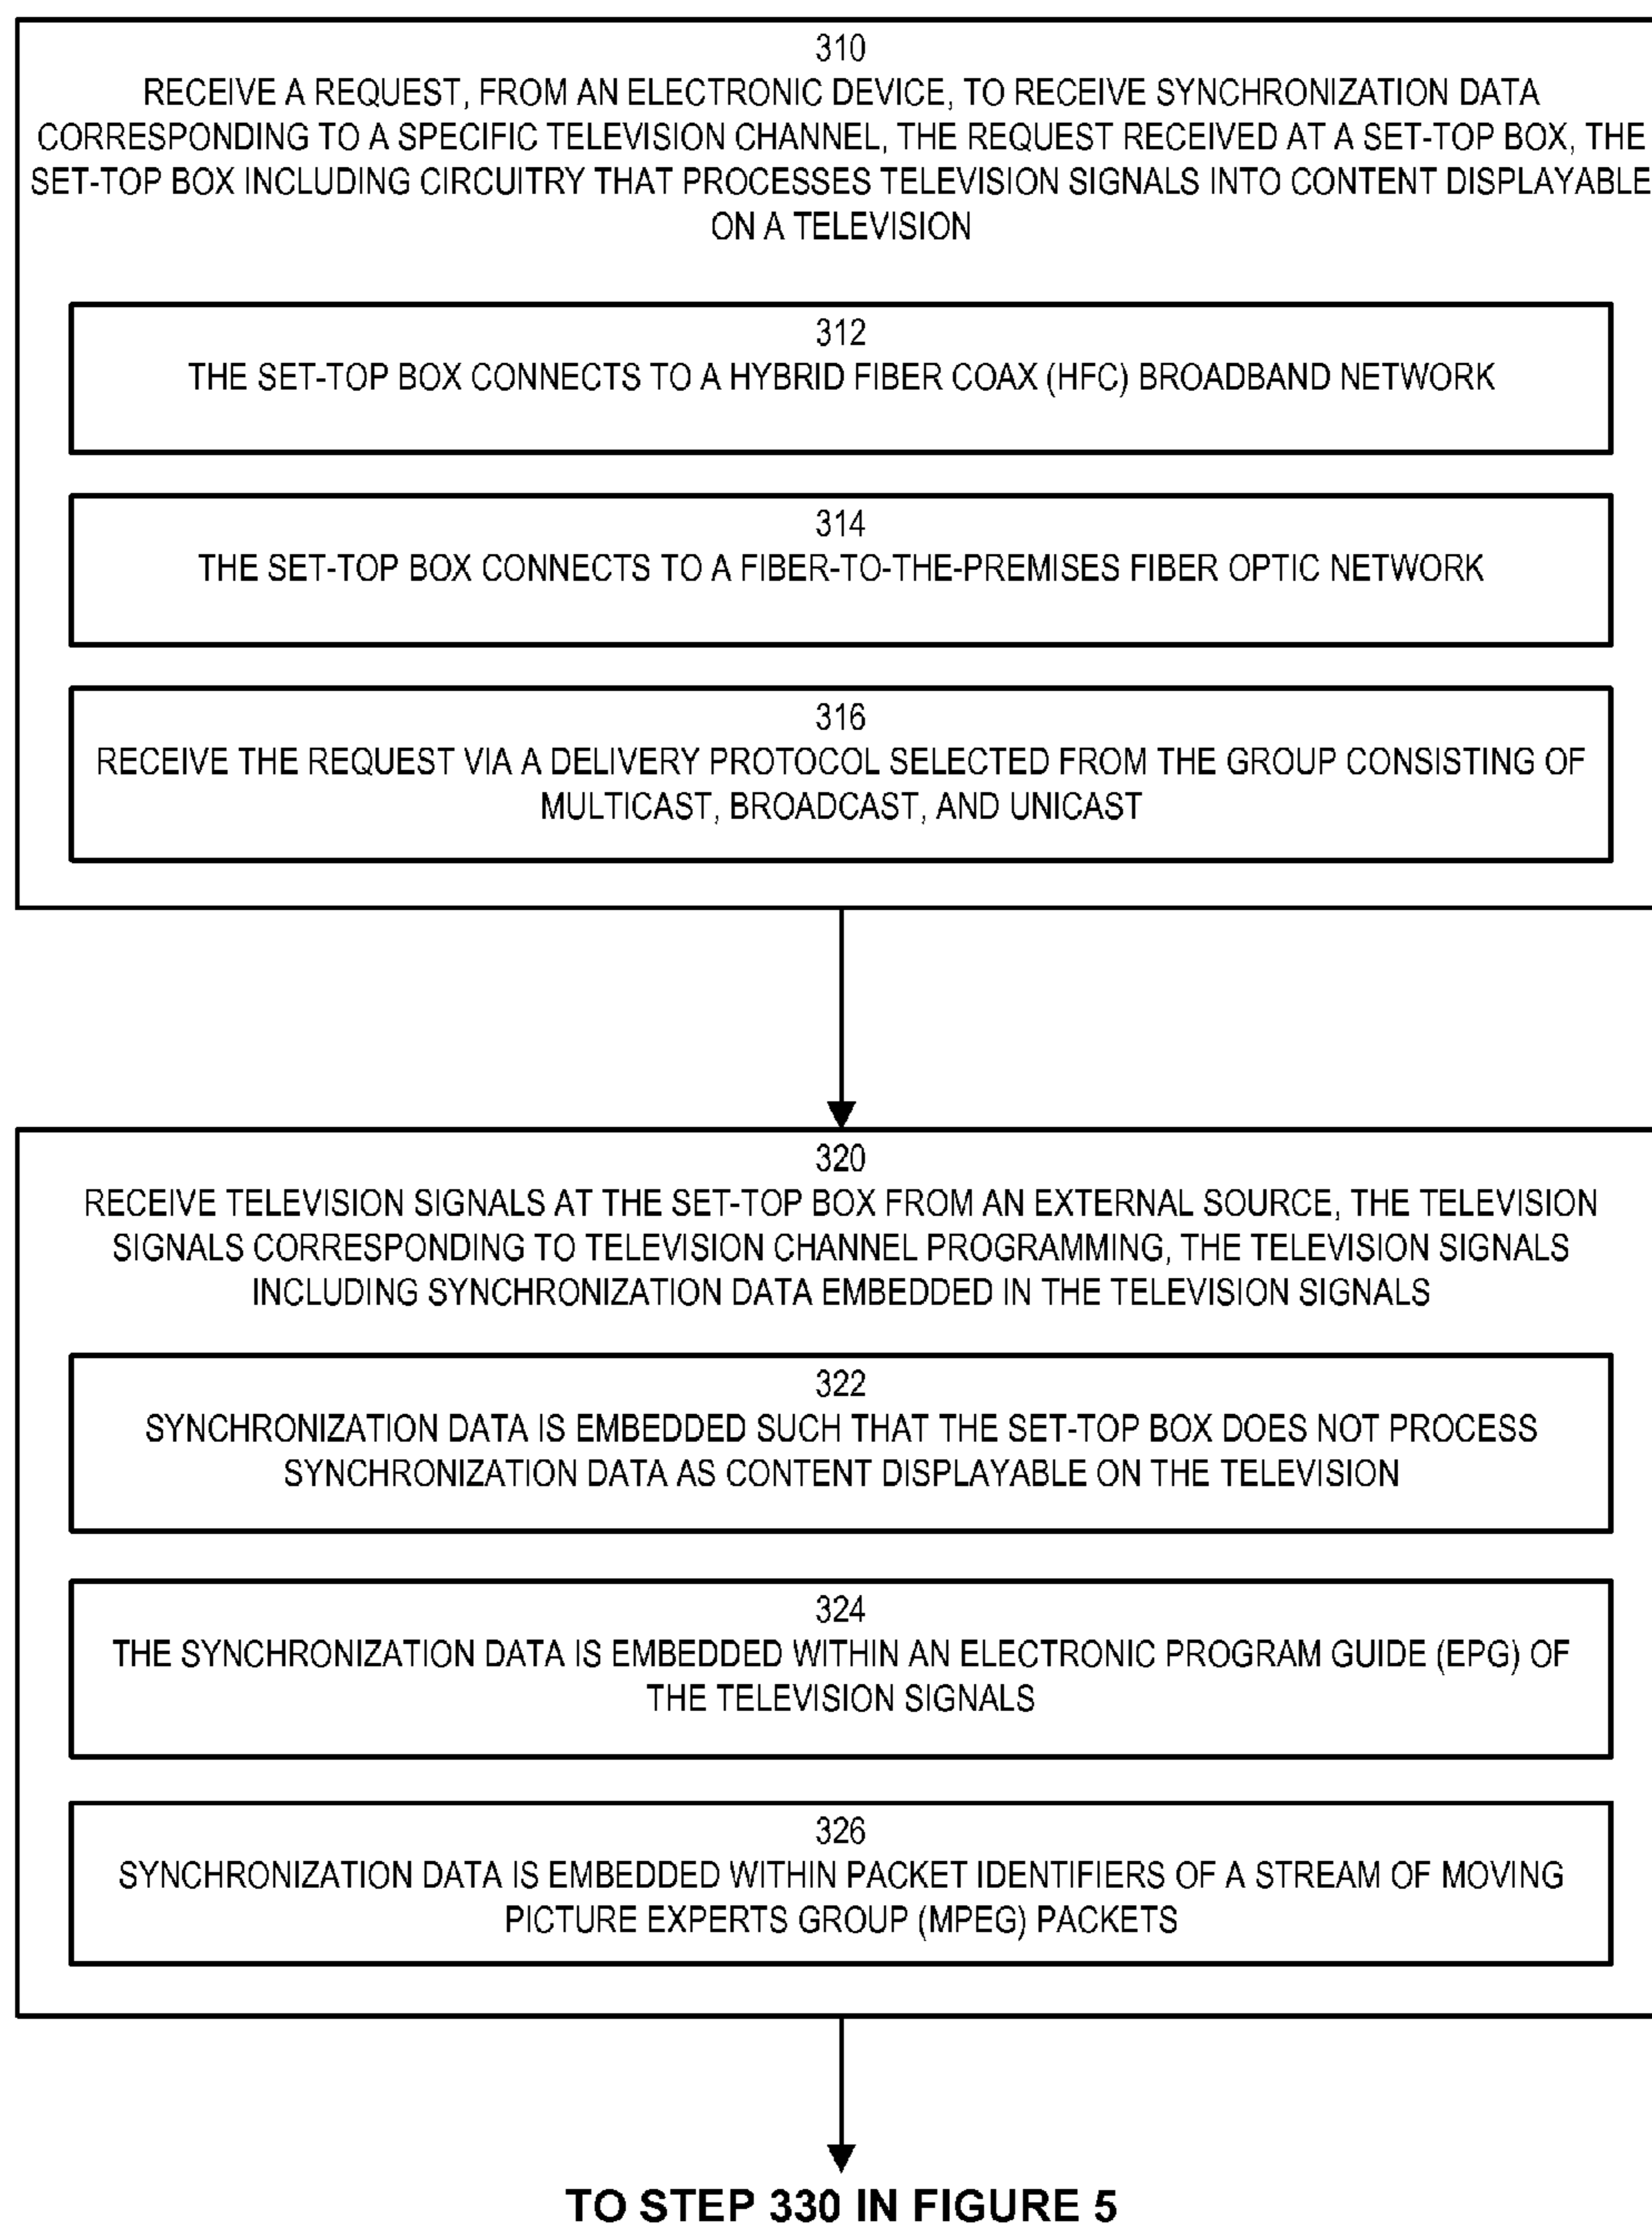 310
RECEIVE A REQUEST, FROM AN ELECTRONIC DEVICE, TO RECEIVE SYNCHRONIZATION DATA
CORRESPONDING TO A SPECIFIC TELEVISION CHANNEL, THE REQUEST RECEIVED AT A SET-TOP BOX, THE
SET-TOP BOX INCLUDING CIRCUITRY THAT PROCESSES TELEVISION SIGNALS INTO CONTENT DISPLAYABLE
ON A TELEVISION
312
THE SET-TOP BOX CONNECTS TO A HYBRID FIBER COAX (HFC) BROADBAND NETWORK
314
THE SET-TOP BOX CONNECTS TO A FIBER-TO-THE-PREMISES FIBER OPTIC NETWORK
316
RECEIVE THE REQUEST VIA A DELIVERY PROTOCOL SELECTED FROM THE GROUP CONSISTING OF
MULTICAST, BROADCAST, AND UNICAST
320
RECEIVE TELEVISION SIGNALS AT THE SET-TOP BOX FROM AN EXTERNAL SOURCE, THE TELEVISION
SIGNALS CORRESPONDING TO TELEVISION CHANNEL PROGRAMMING, THE TELEVISION SIGNALS
INCLUDING SYNCHRONIZATION DATA EMBEDDED IN THE TELEVISION SIGNALS
322
SYNCHRONIZATION DATA IS EMBEDDED SUCH THAT THE SET-TOP BOX DOES NOT PROCESS
SYNCHRONIZATION DATA AS CONTENT DISPLAYABLE ON THE TELEVISION
324
THE SYNCHRONIZATION DATA IS EMBEDDED WITHIN AN ELECTRONIC PROGRAM GUIDE (EPG) OF
THE TELEVISION SIGNALS
326
SYNCHRONIZATION DATA IS EMBEDDED WITHIN PACKET IDENTIFIERS OF A STREAM OF MOVING
PICTURE EXPERTS GROUP (MPEG) PACKETS
TO STEP 330 IN FIGURE 5